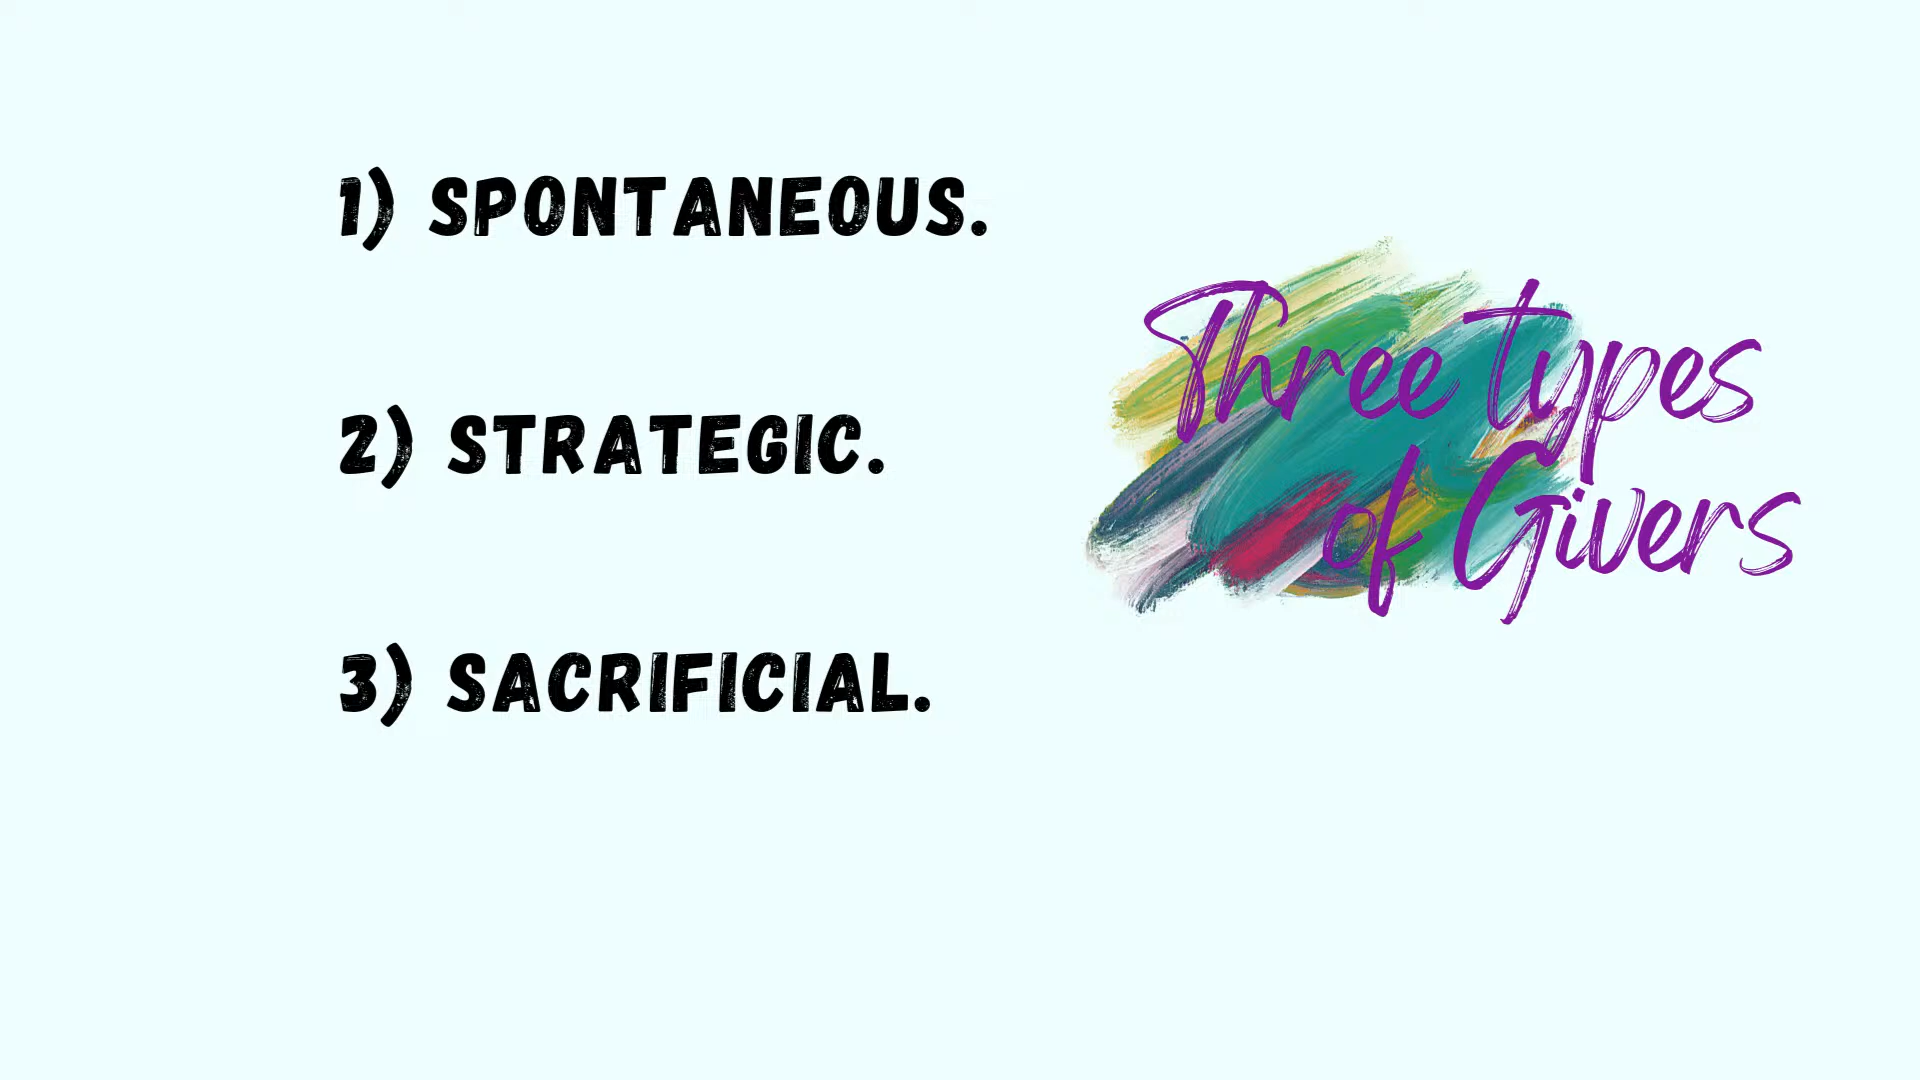 1) SPONTANEOUS.
2) STRATEGIC.
3) SACRIFICIAL.
Three types
of Givers